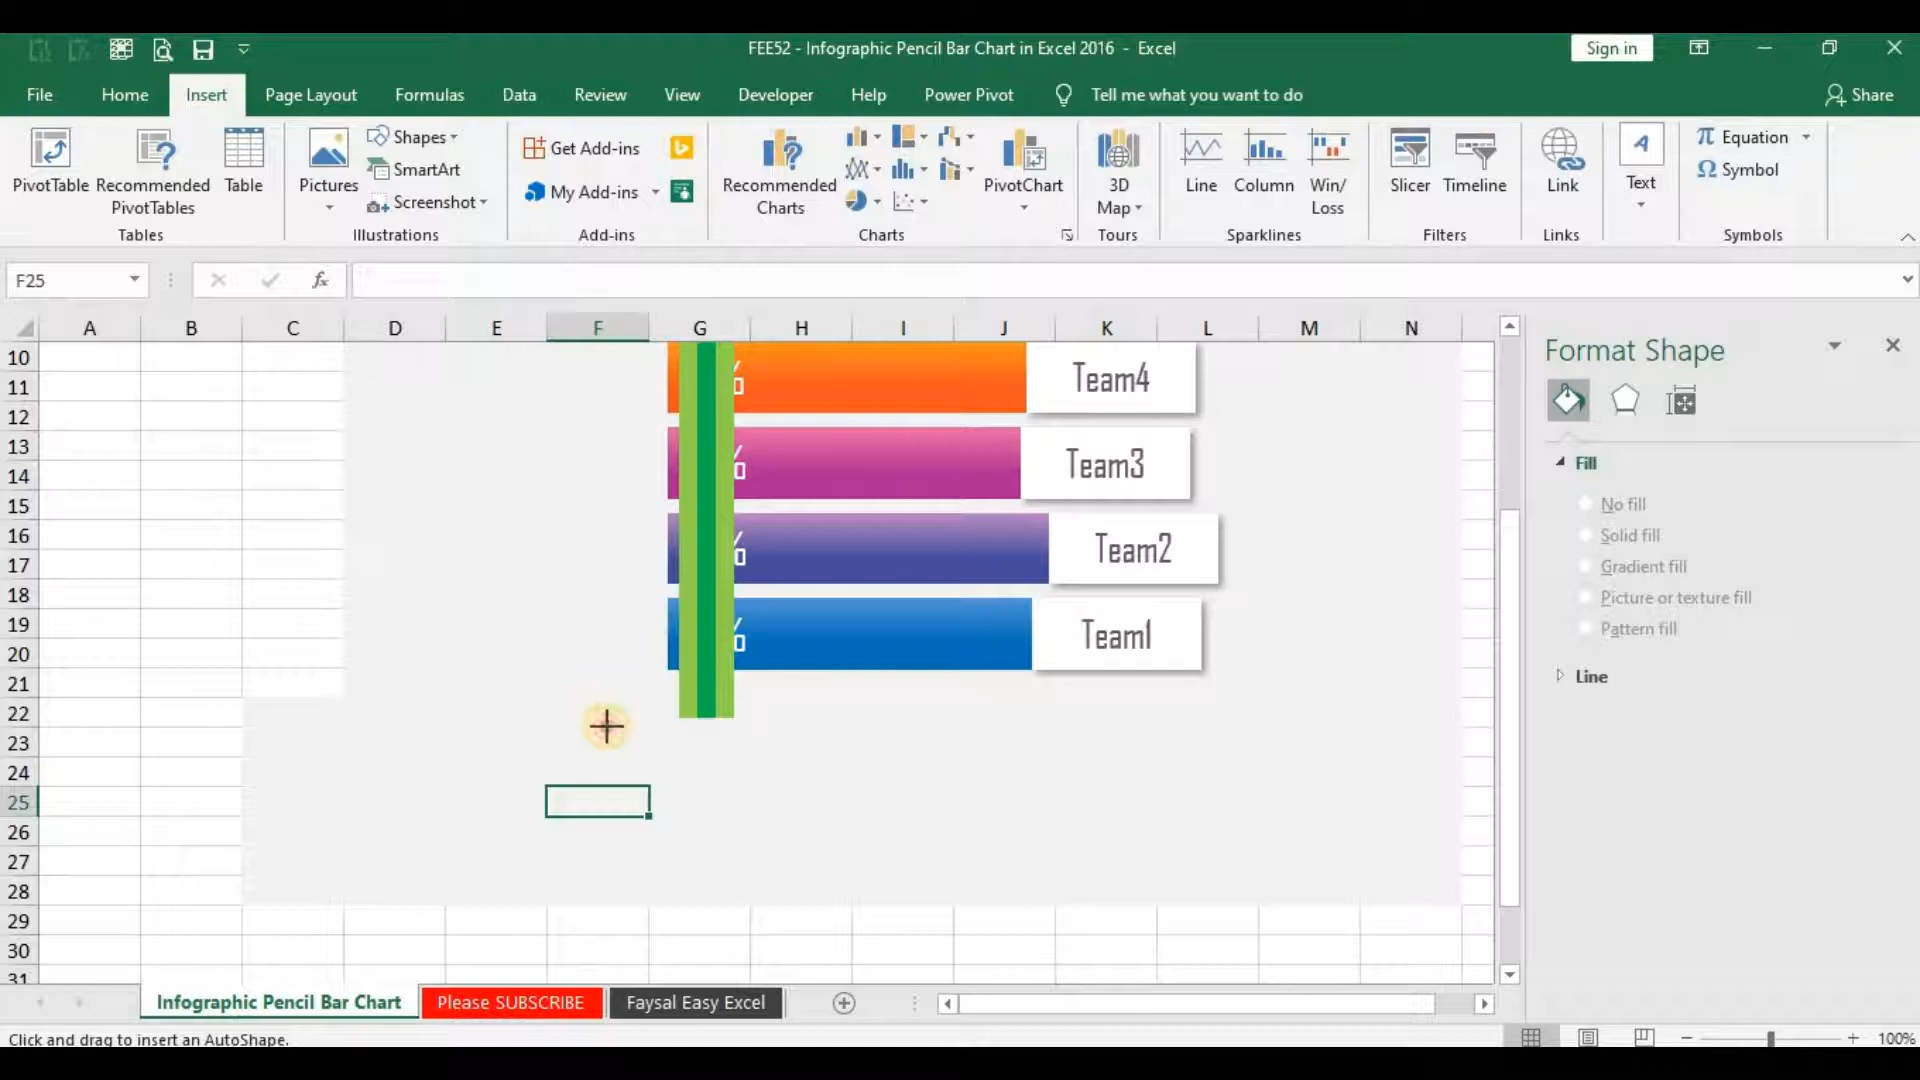 FEE52 - Infographic Pencil Bar Chart in Excel 2016 - Excel
Sign in
File Home Insert Page Layout Formulas Data Review View Developer Help Power Pivot Tell me what you want to do Share
PivotTable
Recommended PivotTables
Table
Tables
Pictures
Shapes
SmartArt
Screenshot
Illustrations
Get Add-ins
My Add-ins
Add-ins
Recommended Charts
PivotChart
Charts
3D Map
Tours
Line
Column
Win/ Loss
Sparklines
Slicer
Timeline
Filters
Link
Links
Text
Equation
Symbol
Symbols
F25
fx
A B C D E F G H I J K L M N
10
11
12
13
14
15
16
17
18
19
20
21
22
23
24
25
26
27
28
29
30
31
% Team4
% Team3
% Team2
% Team1
Format Shape
Fill
No fill
Solid fill
Gradient fill
Picture or texture fill
Pattern fill
Line
Infographic Pencil Bar Chart Please SUBSCRIBE Faysal Easy Excel
Click and drag to insert an AutoShape.
100%